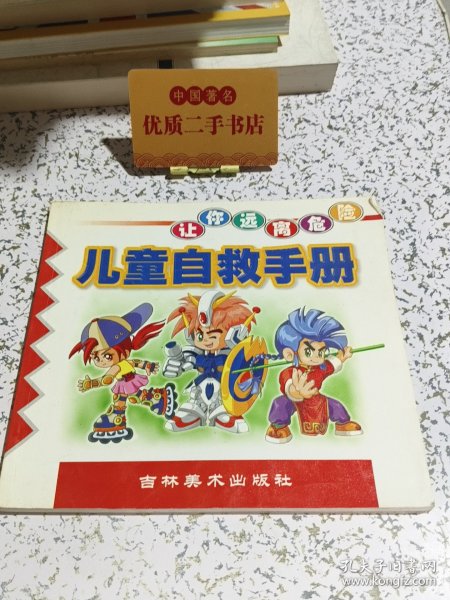 中国著名
优质二手书店
让你远离危险
儿童自救手册
吉林美术出版社
孔夫子旧书网
www.kongfz.com